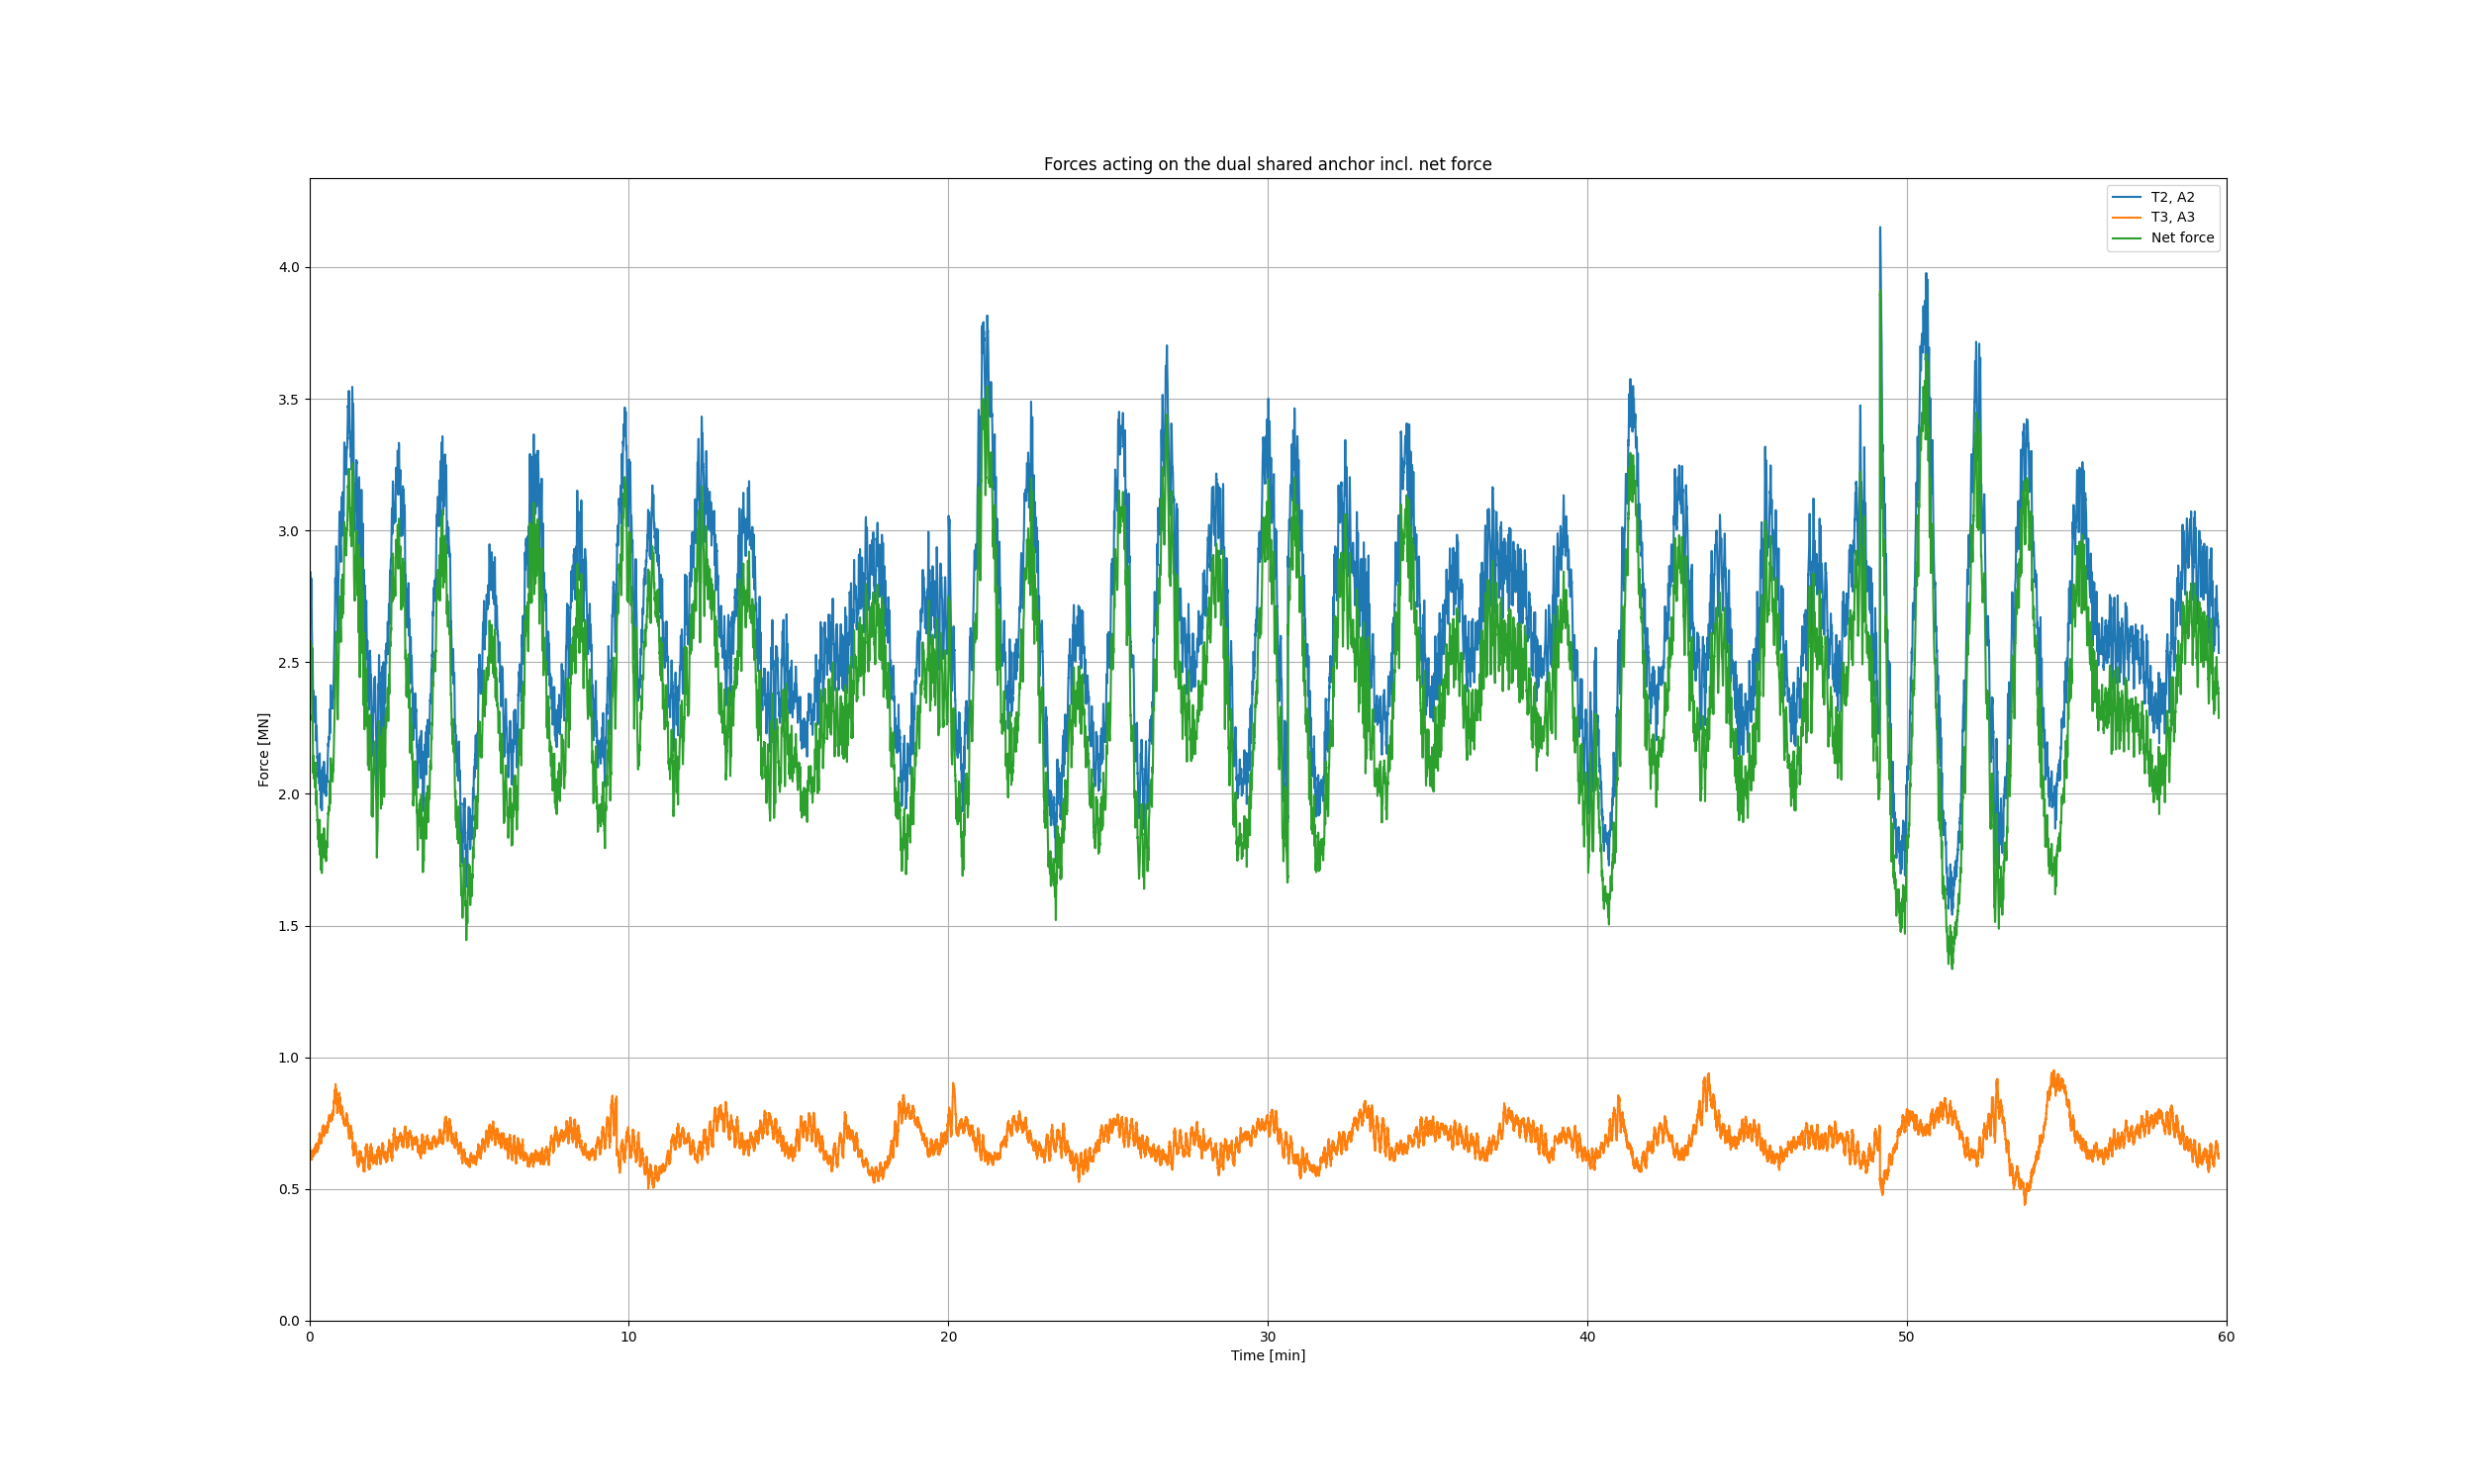 Forces acting on the dual shared anchor incl. net force
T2, A2
T3, A3
Net force
4.0
3.5
3.0
2.5
2.0
1.5
1.0
0.5
0.0
Force [MN]
0 10 20 30 40 50 60
Time [min]